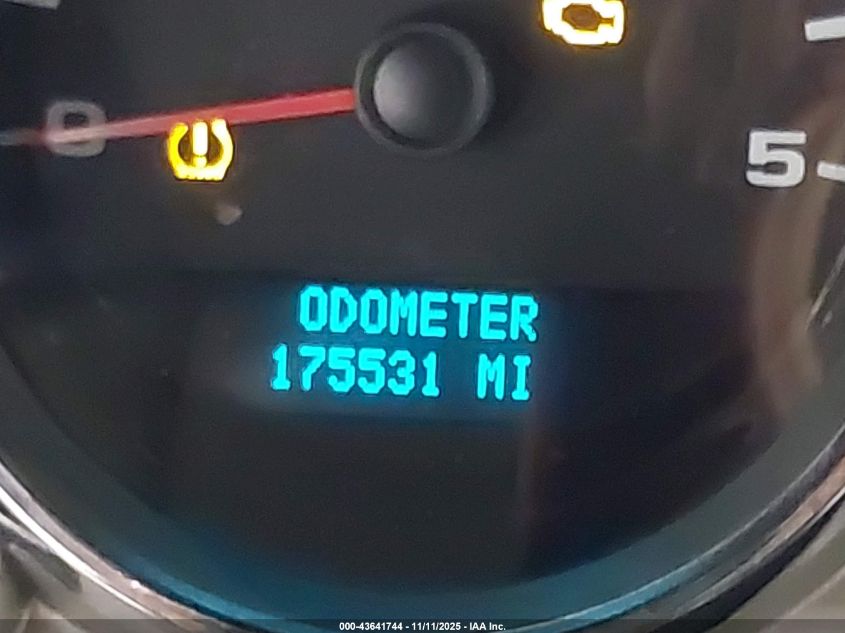 0
5
ODOMETER
175531 MI
000-43641744 - 11/11/2025 - IAA Inc.